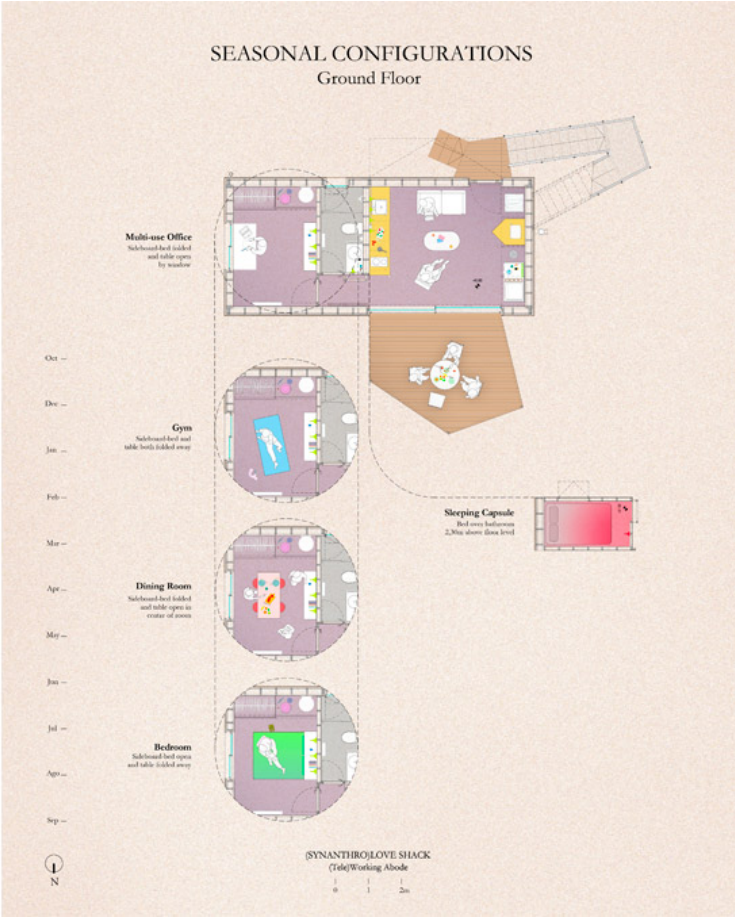 SEASONAL CONFIGURATIONS
Ground Floor
Multi-use Office
Sideboard-bed folded
and table open
by window
Oct
Dec
Gym
Sideboard-bed and
table both folded away
Jan
Feb
Sleeping Capsule
Bed over bathroom
2,30m above floor level
Mar
Dining Room
Sideboard-bed folded
and table open in
center of room
Apr
May
Jun
Jul
Bedroom
Sideboard-bed open
and table folded away
Ago
Sep
(SYNANTHRO)LOVE SHACK
(Tele)Working Abode
N
0 1 2m